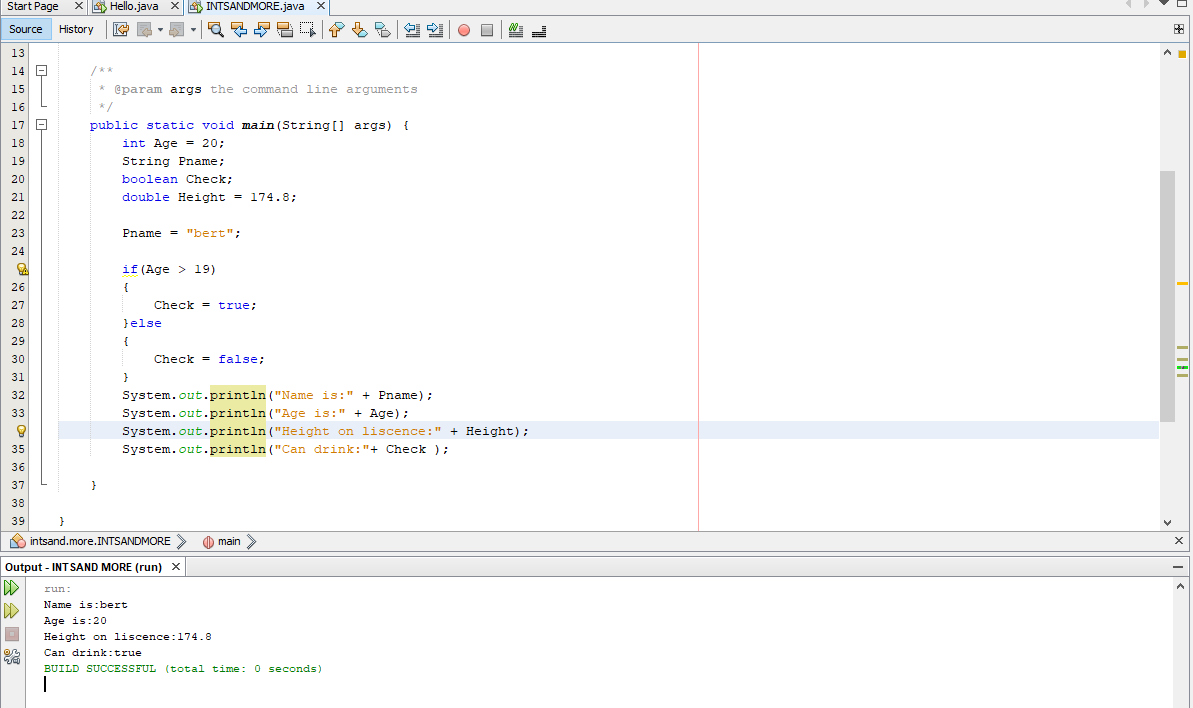 Start Page Hello.java INTSANDMORE.java
Source History
13
14 /**
15 * @param args the command line arguments
16 */
17 public static void main(String[] args) {
18 int Age = 20;
19 String Pname;
20 boolean Check;
21 double Height = 174.8;
22
23 Pname = "bert";
24
if(Age > 19)
26 {
27 Check = true;
28 }else
29 {
30 Check = false;
31 }
32 System.out.println("Name is:" + Pname);
33 System.out.println("Age is:" + Age);
System.out.println("Height on liscence:" + Height);
35 System.out.println("Can drink:"+ Check );
36
37 }
38
39 }
intsand.more.INTSANDMORE main
Output - INTSAND MORE (run)
run:
Name is:bert
Age is:20
Height on liscence:174.8
Can drink:true
BUILD SUCCESSFUL (total time: 0 seconds)